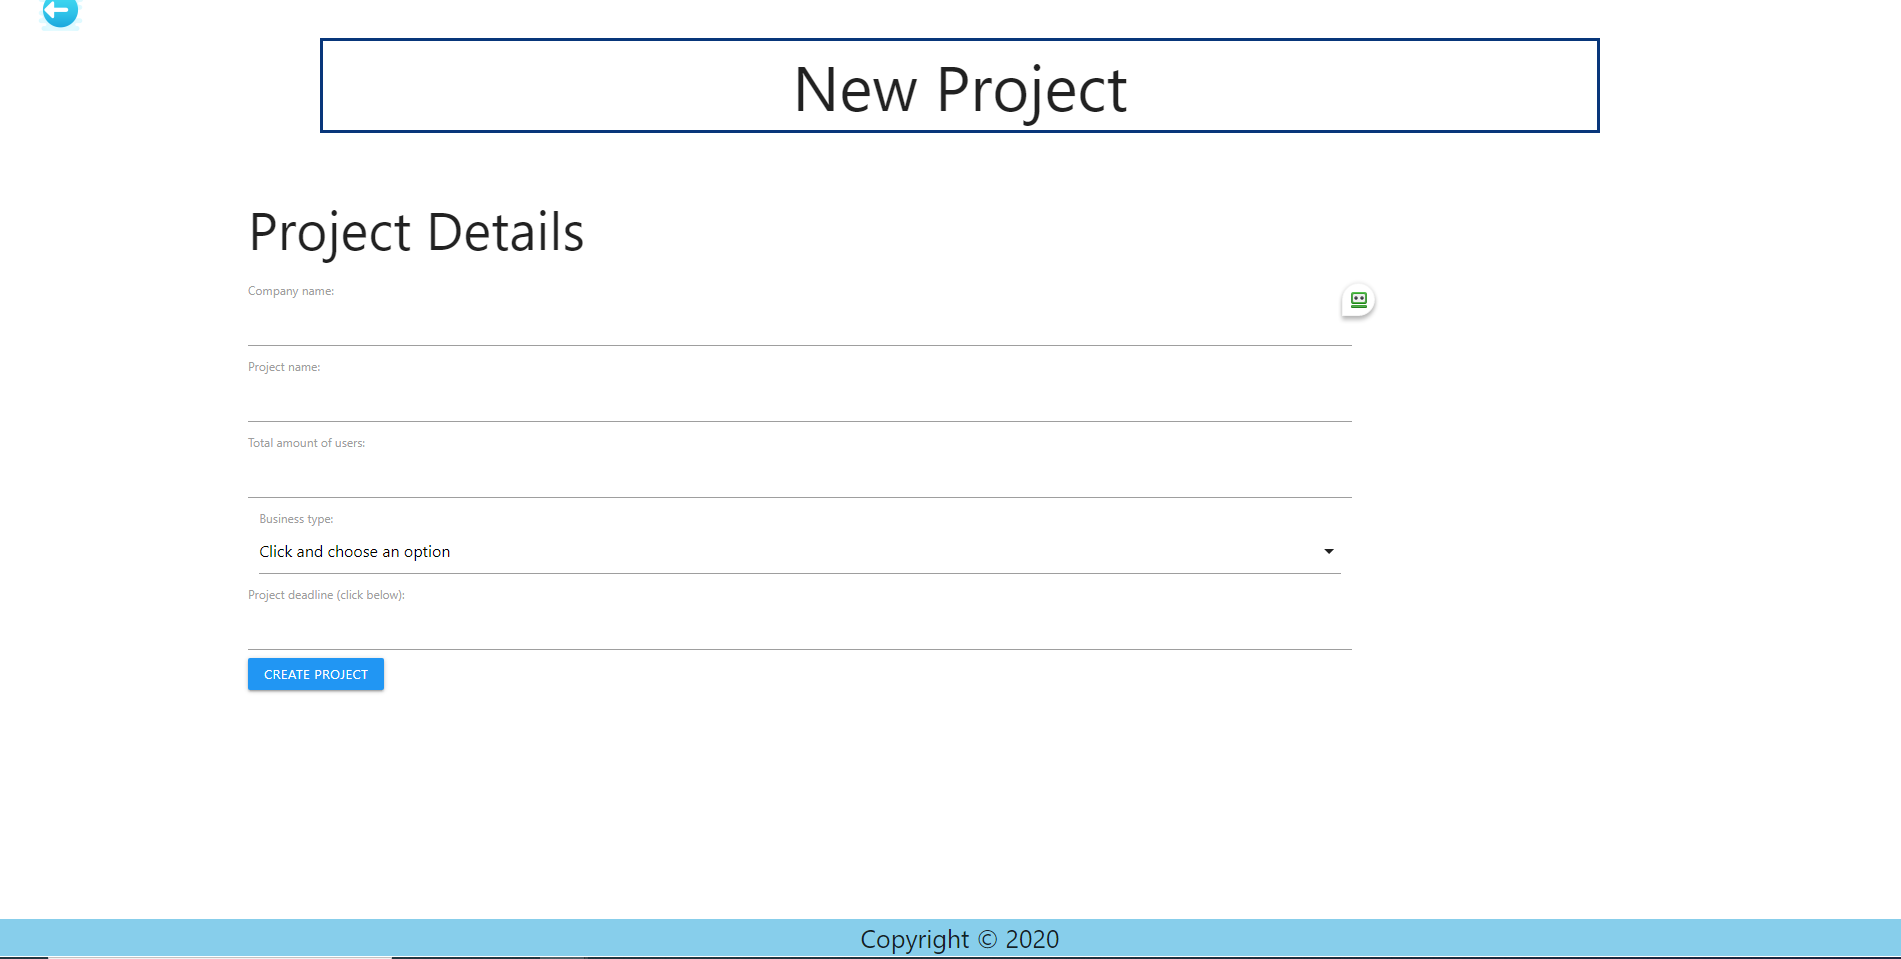 New Project
Project Details
Company name:
Project name:
Total amount of users:
Business type:
Click and choose an option
Project deadline (click below):
CREATE PROJECT
Copyright © 2020